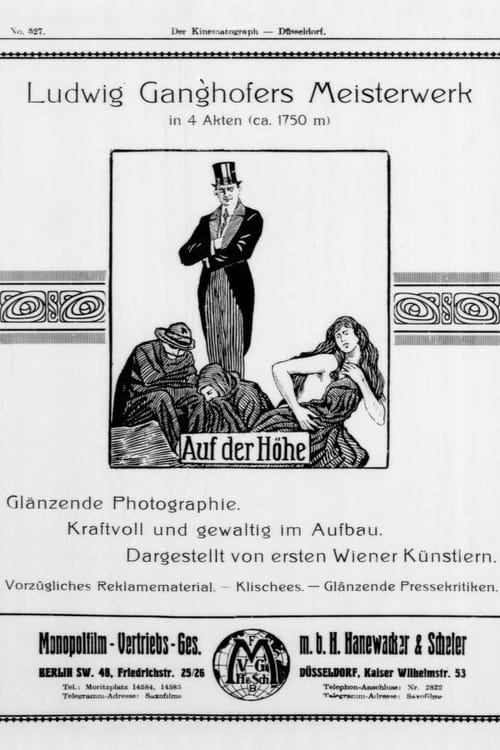 No. 527.
Der Kinematograph — Düsseldorf.
Ludwig Ganghofers Meisterwerk
in 4 Akten (ca. 1750 m)
Auf der Höhe
Glänzende Photographie.
Kraftvoll und gewaltig im Aufbau.
Dargestellt von ersten Wiener Künstlern.
Vorzügliches Reklamematerial. — Klischees. — Glänzende Pressekritiken.
Monopolfilm-Vertriebs-Ges.
BERLIN SW. 48, Friedrichstr. 25/26
Tel.: Moritzplatz 14584, 14585
Telegramm-Adresse: Saxofilms
F
M
V·G·
H&Sch
B
m. b. H. Hanewacker & Scheler
DÜSSELDORF, Kaiser Wilhelmstr. 53
Telephon-Anschluss: Nr. 2822
Telegramm-Adresse: Saxofilms